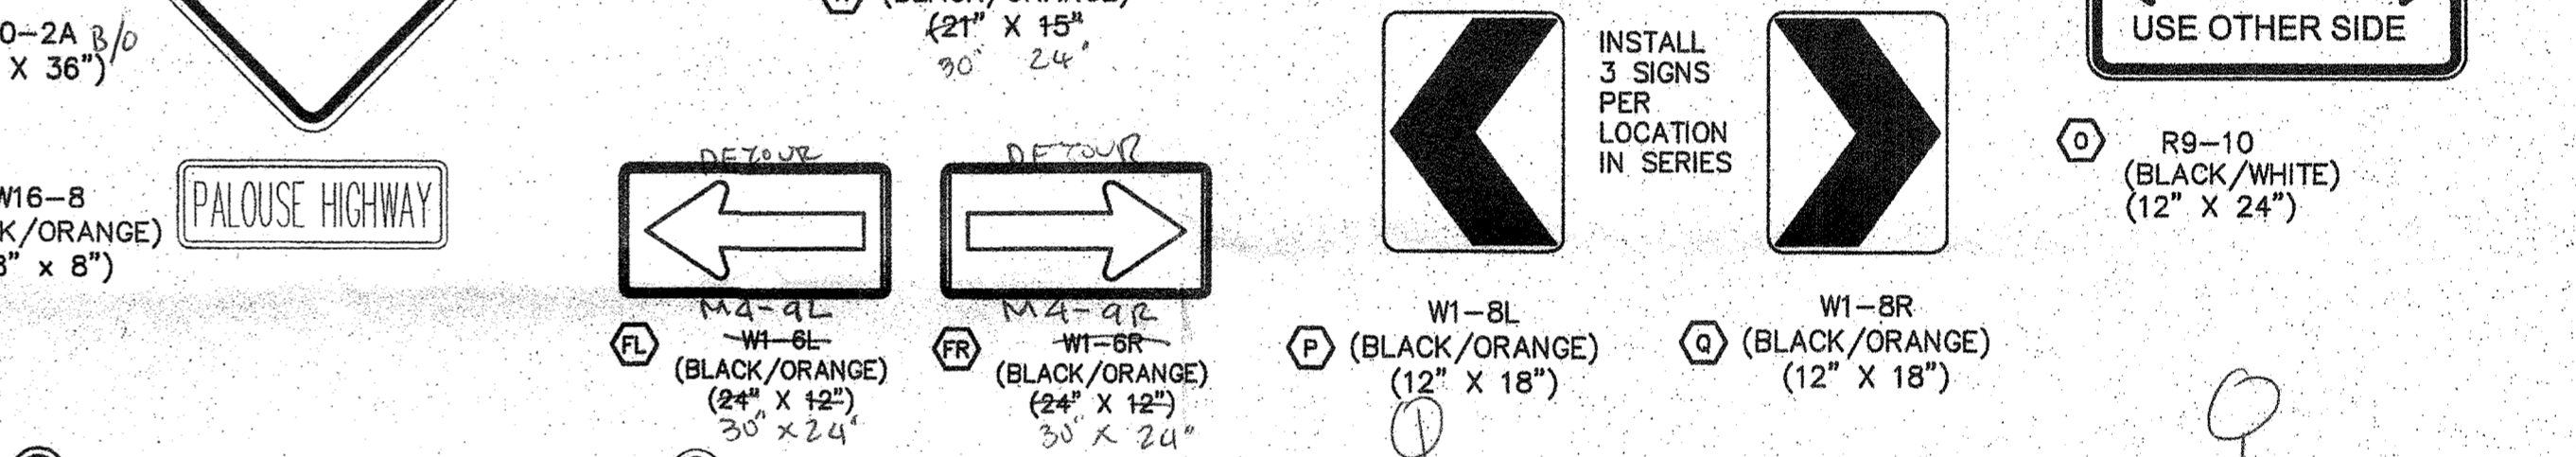 0-2A B/O
X 36")
(21" X 15"
30" 24"
INSTALL
3 SIGNS
PER
LOCATION
IN SERIES
USE OTHER SIDE
O R9-10
(BLACK/WHITE)
(12" X 24")
W16-8
K/ORANGE)
8" x 8")
PALOUSE HIGHWAY
DETOUR
M4-9L
FL W1-6L
(BLACK/ORANGE)
(24" X 12")
30" x 24"
DETOUR
M4-9R
FR W1-6R
(BLACK/ORANGE)
(24" X 12")
30" x 24"
W1-8L
P (BLACK/ORANGE)
(12" X 18")
W1-8R
Q (BLACK/ORANGE)
(12" X 18")